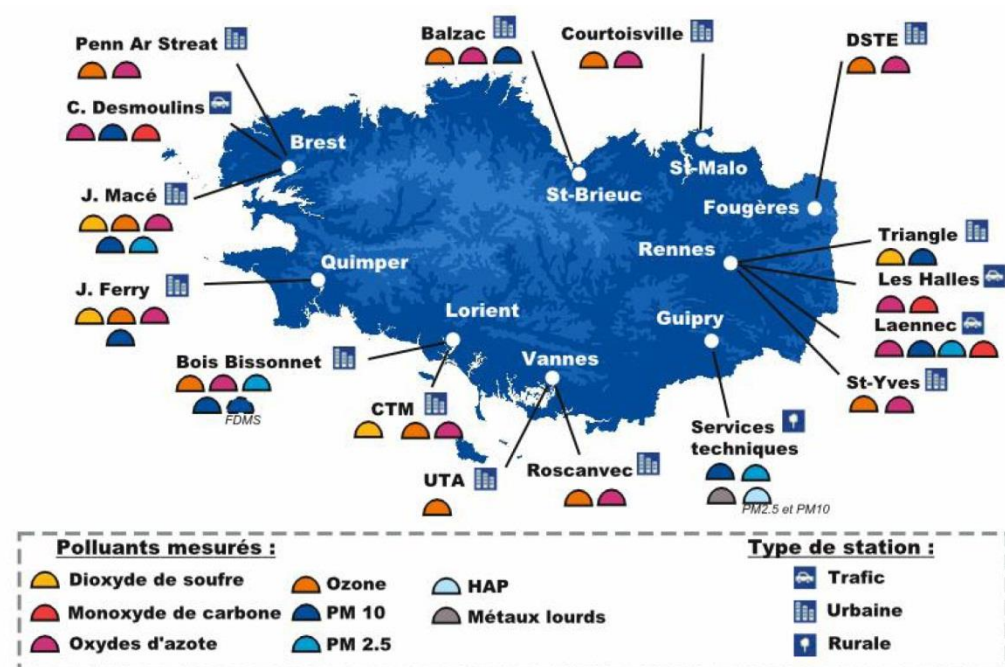 Penn Ar Streat
Balzac
Courtoisville
DSTE
C. Desmoulins
Brest
St-Malo
St-Brieuc
J. Macé
Fougères
Triangle
Rennes
Quimper
Les Halles
J. Ferry
Lorient
Guipry
Laennec
Vannes
Bois Bissonnet
St-Yves
CTM
FDMS
Services
techniques
UTA
Roscanvec
PM2.5 et PM10
Polluants mesurés :
Type de station :
Dioxyde de soufre
Ozone
HAP
Trafic
Monoxyde de carbone
PM 10
Métaux lourds
Urbaine
Oxydes d'azote
PM 2.5
Rurale